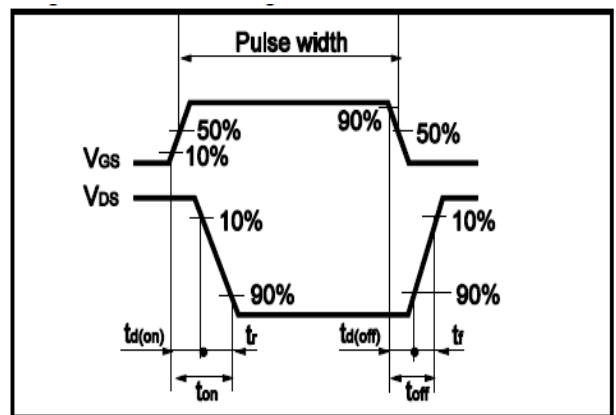 Pulse width
90%
50%
50%
10%
VGS
VDS
10%
10%
90%
90%
td(on)
tr
td(off)
tf
ton
toff